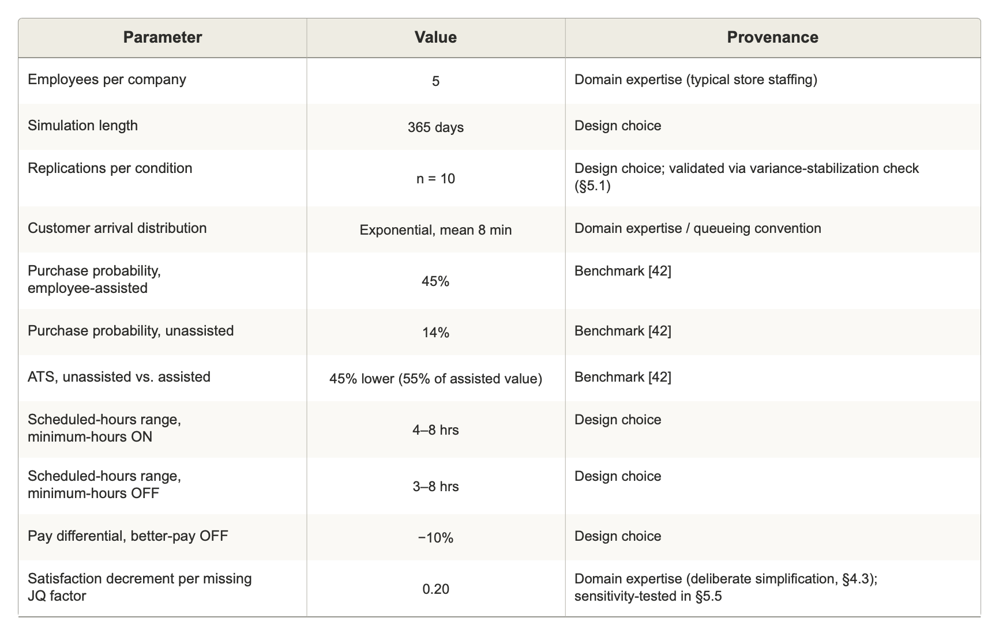 Parameter Value Provenance
Employees per company 5 Domain expertise (typical store staffing)
Simulation length 365 days Design choice
Replications per condition n = 10 Design choice; validated via variance-stabilization check
(§5.1)
Customer arrival distribution Exponential, mean 8 min Domain expertise / queueing convention
Purchase probability,
employee-assisted 45% Benchmark [42]
Purchase probability, unassisted 14% Benchmark [42]
ATS, unassisted vs. assisted 45% lower (55% of assisted value) Benchmark [42]
Scheduled-hours range,
minimum-hours ON 4–8 hrs Design choice
Scheduled-hours range,
minimum-hours OFF 3–8 hrs Design choice
Pay differential, better-pay OFF −10% Design choice
Satisfaction decrement per missing
JQ factor 0.20 Domain expertise (deliberate simplification, §4.3);
sensitivity-tested in §5.5